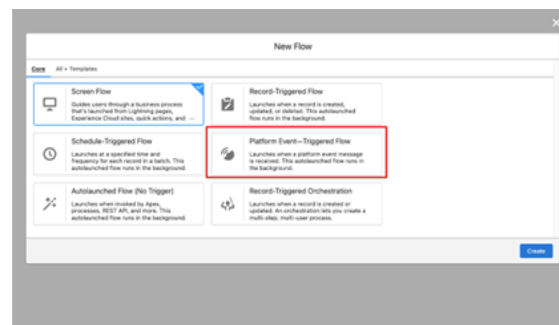 New Flow
Core All + Templates
Screen Flow
Guides users through a business process
that's launched from Lightning pages,
Experience Cloud sites, quick actions, and ...
Record-Triggered Flow
Launches when a record is created,
updated, or deleted. This autolaunched
flow runs in the background.
Schedule-Triggered Flow
Launches at a specified time and
frequency for each record in a batch. This
autolaunched flow runs in the background.
Platform Event—Triggered Flow
Launches when a platform event message
is received. This autolaunched flow runs in
the background.
Autolaunched Flow (No Trigger)
Launches when invoked by Apex,
processes, REST API, and more. This
autolaunched flow runs in the background.
Record-Triggered Orchestration
Launches when a record is created or
updated. An orchestration lets you create a
multi-step, multi-user process.
Create